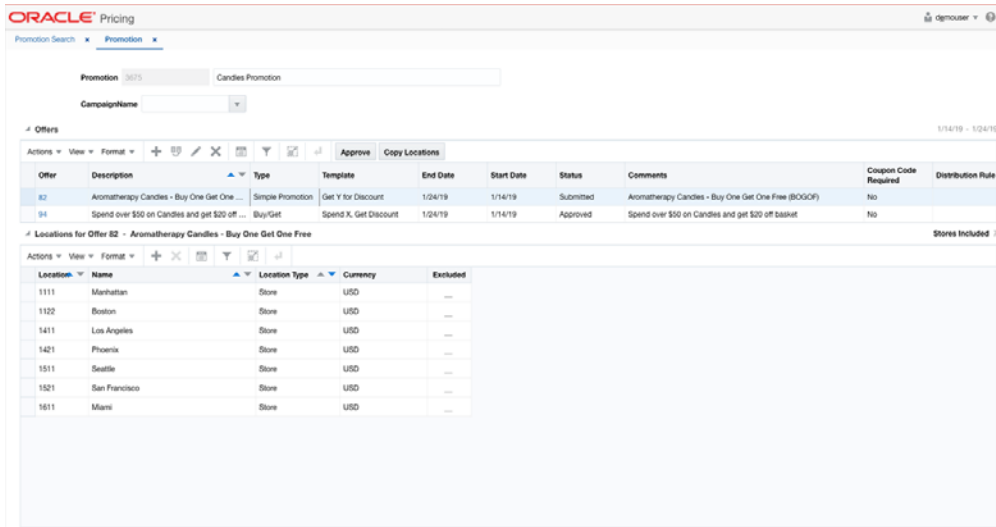 ORACLE Pricing
demouser
Promotion Search x Promotion x
Promotion 3675 Candies Promotion
CampaignName
Offers 1/14/19 - 1/24/19
Actions View Format Approve Copy Locations
Offer Description Type Template End Date Start Date Status Comments Coupon Code Required Distribution Rule
82 Aromatherapy Candles - Buy One Get One ... Simple Promotion Get Y for Discount 1/24/19 1/14/19 Submitted Aromatherapy Candles - Buy One Get One Free (BOGOF) No
94 Spend over $50 on Candles and get $20 off ... Buy/Get Spend X, Get Discount 1/24/19 1/14/19 Approved Spend over $50 on Candles and get $20 off basket No
Locations for Offer 82 - Aromatherapy Candles - Buy One Get One Free Stores Included
Actions View Format
Location Name Location Type Currency Excluded
1111 Manhattan Store USD
1122 Boston Store USD
1411 Los Angeles Store USD
1421 Phoenix Store USD
1511 Seattle Store USD
1521 San Francisco Store USD
1611 Miami Store USD